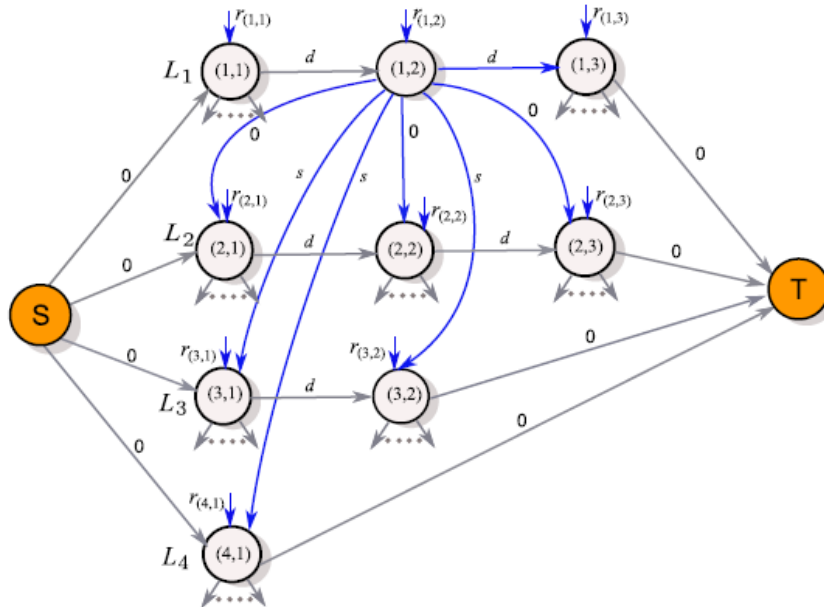 r(1,1) r(1,2) r(1,3)
L1 (1,1) d (1,2) d (1,3)
0 0 0
0 s s s 0
r(2,1) r(2,2) r(2,3)
L2 (2,1) d (2,2) d (2,3) 0
0
S T
0 r(3,1) r(3,2) 0
L3 (3,1) d (3,2)
0 0
r(4,1)
L4 (4,1)